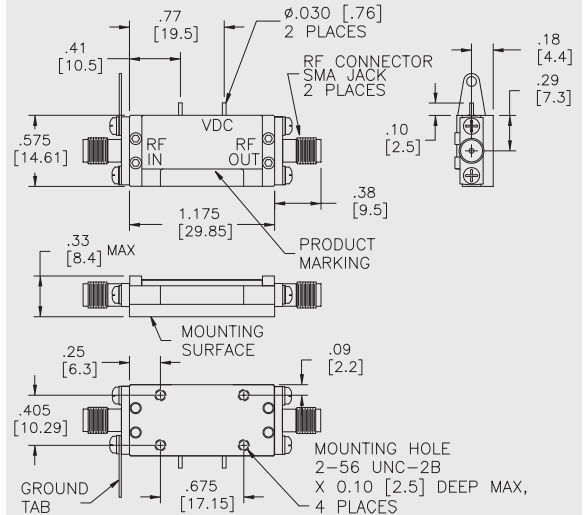 .77
[19.5]
ø.030 [.76]
2 PLACES
.41
[10.5]
RF CONNECTOR
SMA JACK
2 PLACES
.18
[4.4]
.29
[7.3]
.10
[2.5]
VDC
RF
IN
RF
OUT
.575
[14.61]
1.175
[29.85]
.38
[9.5]
PRODUCT
MARKING
.33
[8.4] MAX
MOUNTING
SURFACE
.25
[6.3]
.09
[2.2]
.405
[10.29]
GROUND
TAB
.675
[17.15]
MOUNTING HOLE
2-56 UNC-2B
X 0.10 [2.5] DEEP MAX,
4 PLACES